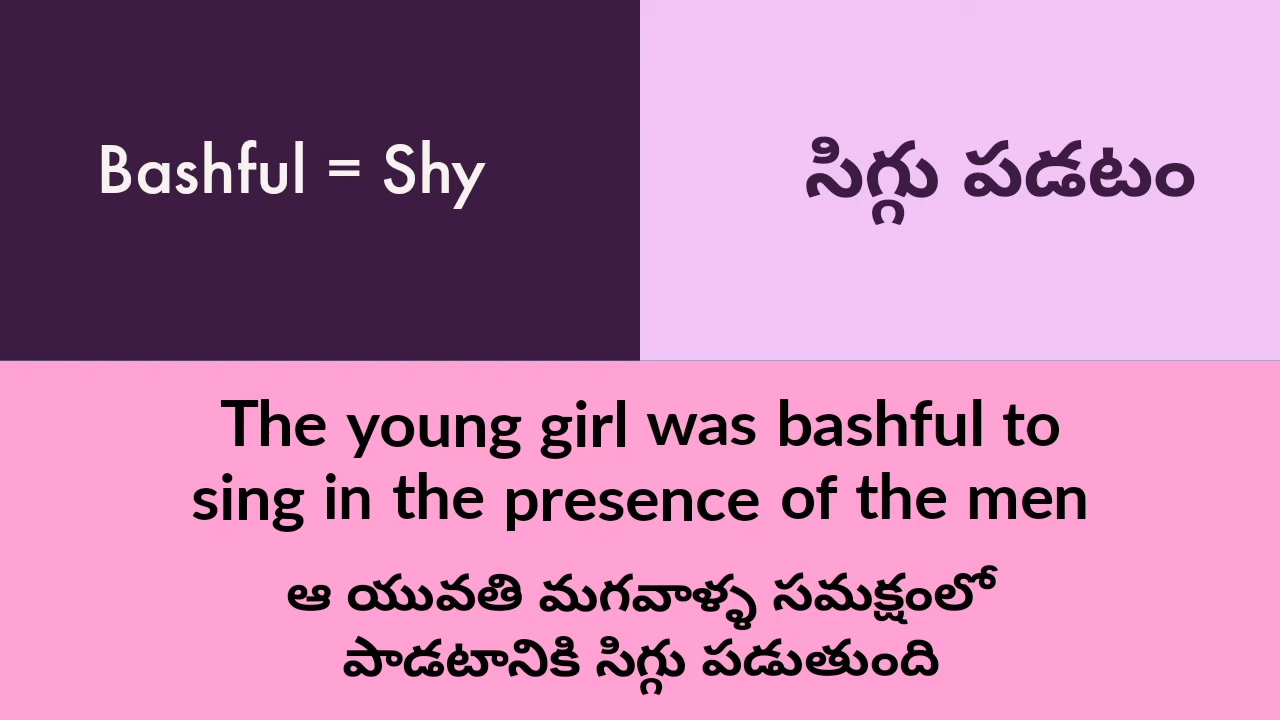 Bashful = Shy
సిగ్గు పడటం
The young girl was bashful to
sing in the presence of the men
ఆ యువతి మగవాళ్ళ సమక్షంలో
పాడటానికి సిగ్గు పడుతుంది